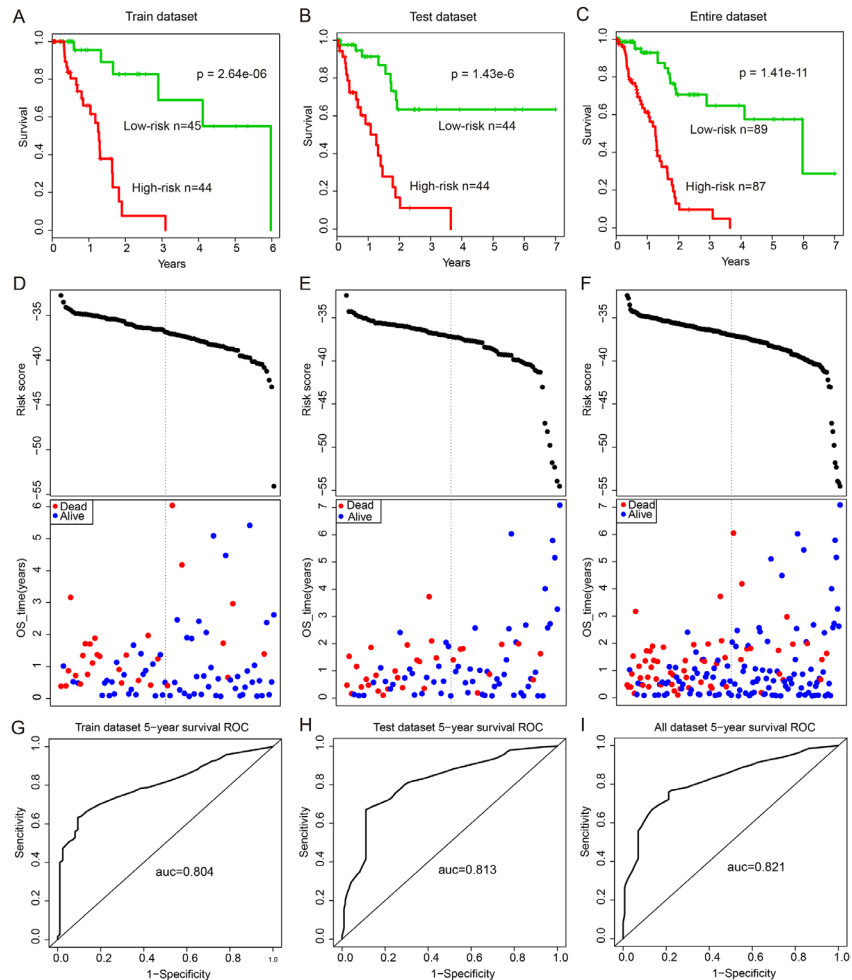 A
Train dataset
Survival
1.0
0.8
0.6
0.4
0.2
0.0
p = 2.64e-06
Low-risk n=45
High-risk n=44
0 1 2 3 4 5 6
Years
B
Test dataset
Survival
1.0
0.8
0.6
0.4
0.2
0.0
p = 1.43e-6
Low-risk n=44
High-risk n=44
0 1 2 3 4 5 6 7
Years
C
Entire dataset
Survival
1.0
0.8
0.6
0.4
0.2
0.0
p = 1.41e-11
Low-risk n=89
High-risk n=87
0 1 2 3 4 5 6 7
Years
D
Risk score
−35
−40
−45
−50
−55
Dead
Alive
OS_time(years)
6
5
4
3
2
1
0
E
Risk score
−35
−40
−45
−50
−55
Dead
Alive
OS_time(years)
7
6
5
4
3
2
1
0
F
Risk score
−35
−40
−45
−50
−55
Dead
Alive
OS_time(years)
7
6
5
4
3
2
1
0
G
Train dataset 5−year survival ROC
Sencitivity
1.0
0.8
0.6
0.4
0.2
0.0
auc=0.804
0.0 0.2 0.4 0.6 0.8 1.0
1−Specificity
H
Test dataset 5−year survival ROC
Sencitivity
1.0
0.8
0.6
0.4
0.2
0.0
auc=0.813
0.0 0.2 0.4 0.6 0.8 1.0
1−Specificity
I
All dataset 5−year survival ROC
Sencitivity
1.0
0.8
0.6
0.4
0.2
0.0
auc=0.821
0.0 0.2 0.4 0.6 0.8 1.0
1−Specificity